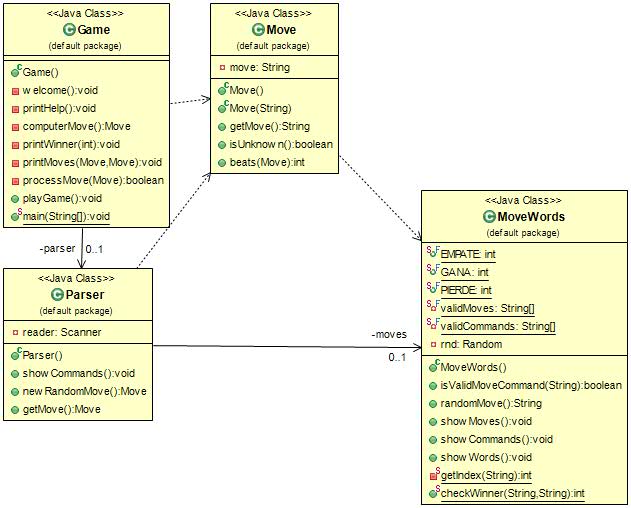 <<Java Class>>
Game
(default package)
Game()
welcome():void
printHelp():void
computerMove():Move
printWinner(int):void
printMoves(Move,Move):void
processMove(Move):boolean
playGame():void
main(String[]):void
<<Java Class>>
Move
(default package)
move: String
Move()
Move(String)
getMove():String
isUnknown():boolean
beats(Move):int
-parser
0..1
<<Java Class>>
Parser
(default package)
reader: Scanner
Parser()
showCommands():void
newRandomMove():Move
getMove():Move
-moves
0..1
<<Java Class>>
MoveWords
(default package)
EMPATE: int
GANA: int
PIERDE: int
validMoves: String[]
validCommands: String[]
rnd: Random
MoveWords()
isValidMoveCommand(String):boolean
randomMove():String
showMoves():void
showCommands():void
showWords():void
getIndex(String):int
checkWinner(String,String):int